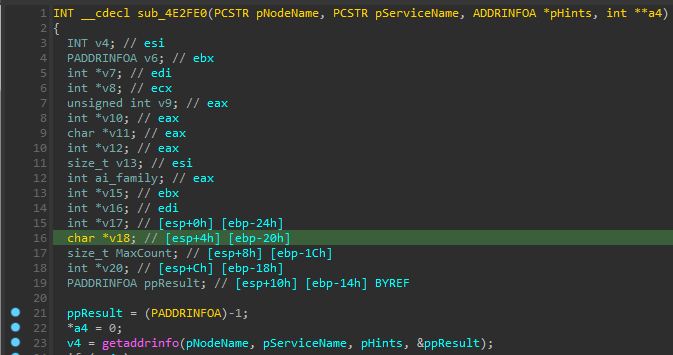 1 INT __cdecl sub_4E2FE0(PCSTR pNodeName, PCSTR pServiceName, ADDRINFOA *pHints, int **a4)
2 {
3 INT v4; // esi
4 PADDRINFOA v6; // ebx
5 int *v7; // edi
6 int *v8; // ecx
7 unsigned int v9; // eax
8 int *v10; // eax
9 char *v11; // eax
10 int *v12; // eax
11 size_t v13; // esi
12 int ai_family; // eax
13 int *v15; // ebx
14 int *v16; // edi
15 int *v17; // [esp+0h] [ebp-24h]
16 char *v18; // [esp+4h] [ebp-20h]
17 size_t MaxCount; // [esp+8h] [ebp-1Ch]
18 int *v20; // [esp+Ch] [ebp-18h]
19 PADDRINFOA ppResult; // [esp+10h] [ebp-14h] BYREF
20
21 ppResult = (PADDRINFOA)-1;
22 *a4 = 0;
23 v4 = getaddrinfo(pNodeName, pServiceName, pHints, &ppResult);